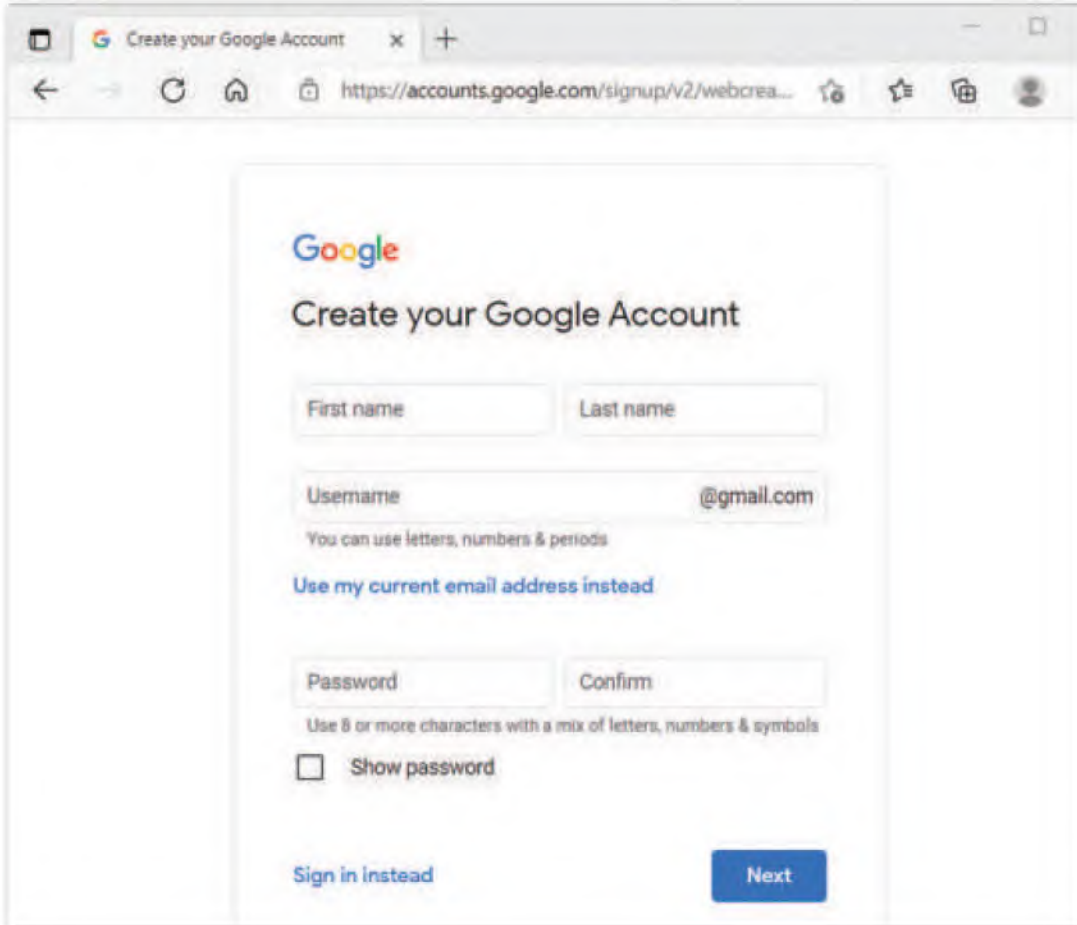 Create your Google Account
https://accounts.google.com/signup/v2/webcrea...
Google
Create your Google Account
First name Last name
Username @gmail.com
You can use letters, numbers & periods
Use my current email address instead
Password Confirm
Use 8 or more characters with a mix of letters, numbers & symbols
Show password
Sign in instead Next